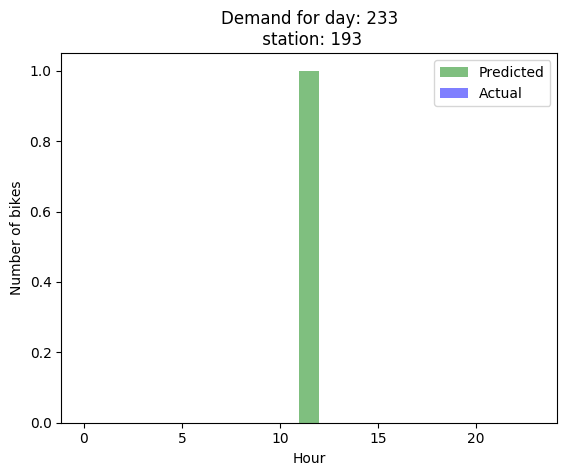 Demand for day: 233
station: 193
Predicted
Actual
Number of bikes
1.0
0.8
0.6
0.4
0.2
0.0
0 5 10 15 20
Hour